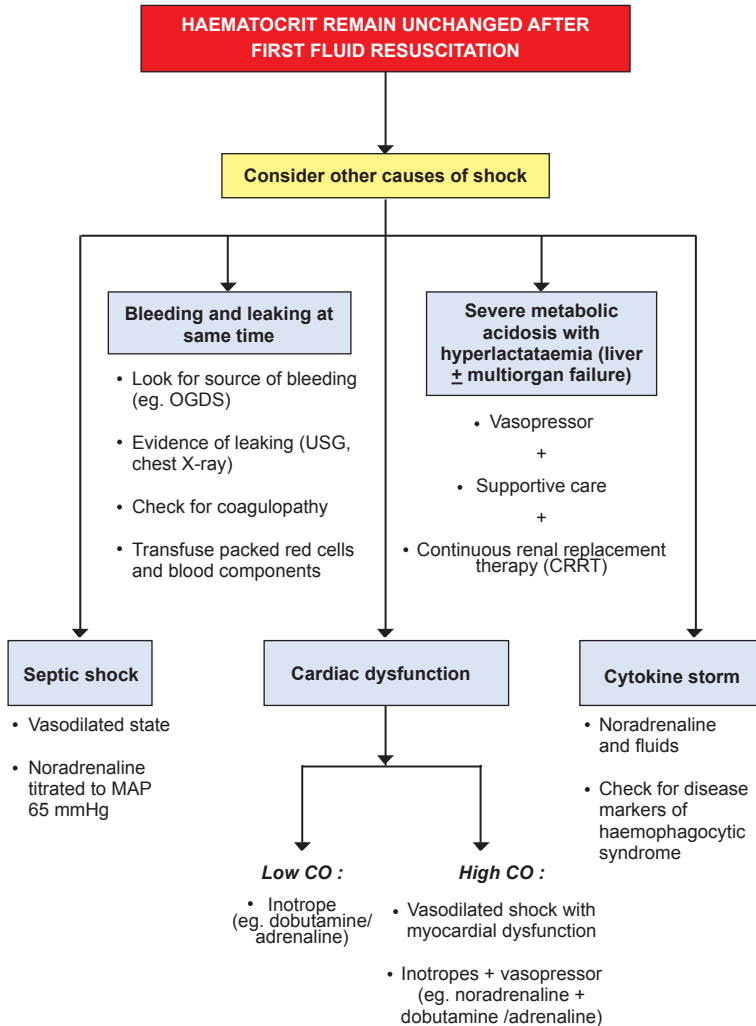 HAEMATOCRIT REMAIN UNCHANGED AFTER
FIRST FLUID RESUSCITATION
Consider other causes of shock
Bleeding and leaking at
same time
• Look for source of bleeding
(eg. OGDS)
• Evidence of leaking (USG,
chest X-ray)
• Check for coagulopathy
• Transfuse packed red cells
and blood components
Severe metabolic
acidosis with
hyperlactataemia (liver
± multiorgan failure)
• Vasopressor
+
• Supportive care
+
• Continuous renal replacement
therapy (CRRT)
Septic shock
• Vasodilated state
• Noradrenaline
titrated to MAP
65 mmHg
Cardiac dysfunction
Low CO :
• Inotrope
(eg. dobutamine/
adrenaline)
High CO :
• Vasodilated shock with
myocardial dysfunction
• Inotropes + vasopressor
(eg. noradrenaline +
dobutamine /adrenaline)
Cytokine storm
• Noradrenaline
and fluids
• Check for disease
markers of
haemophagocytic
syndrome